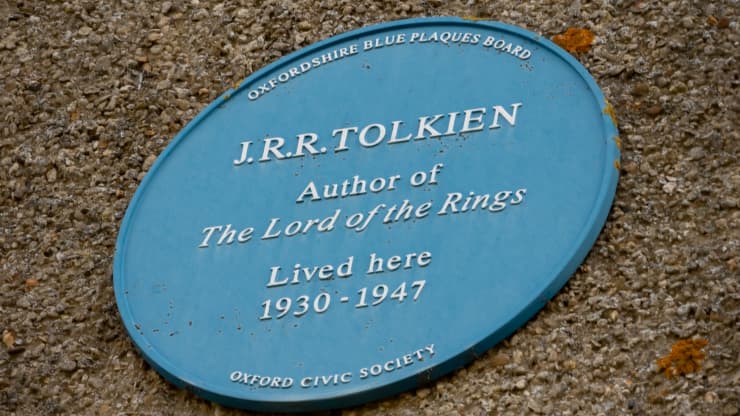 OXFORDSHIRE BLUE PLAQUES BOARD
J.R.R. TOLKIEN
Author of
The Lord of the Rings
Lived here
1930 - 1947
OXFORD CIVIC SOCIETY